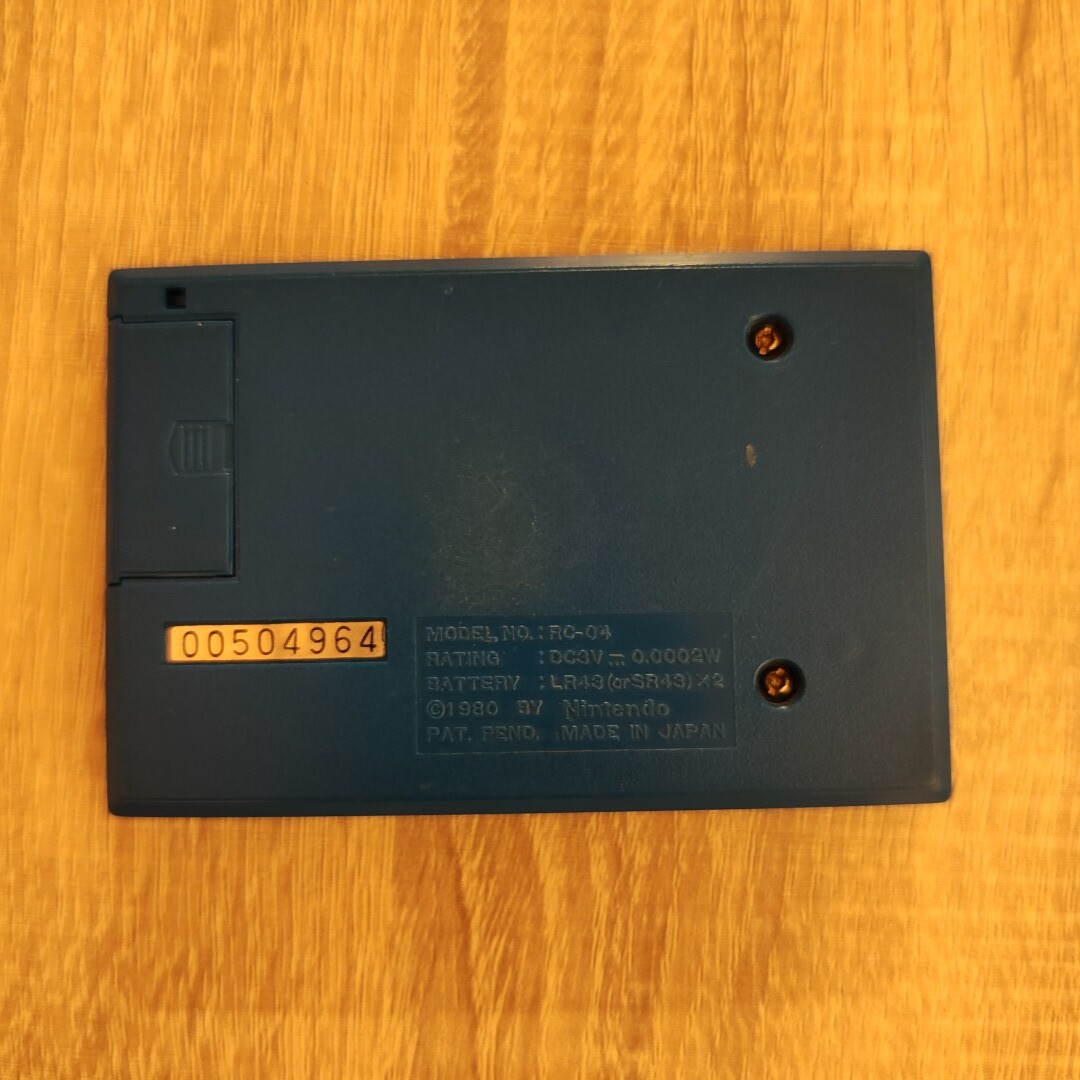 00504964
MODEL NO.: RC-04
RATING : DC3V ⎓ 0.0002W
BATTERY : LR43 (or SR43) ×2
©1980 BY Nintendo
PAT. PEND. MADE IN JAPAN